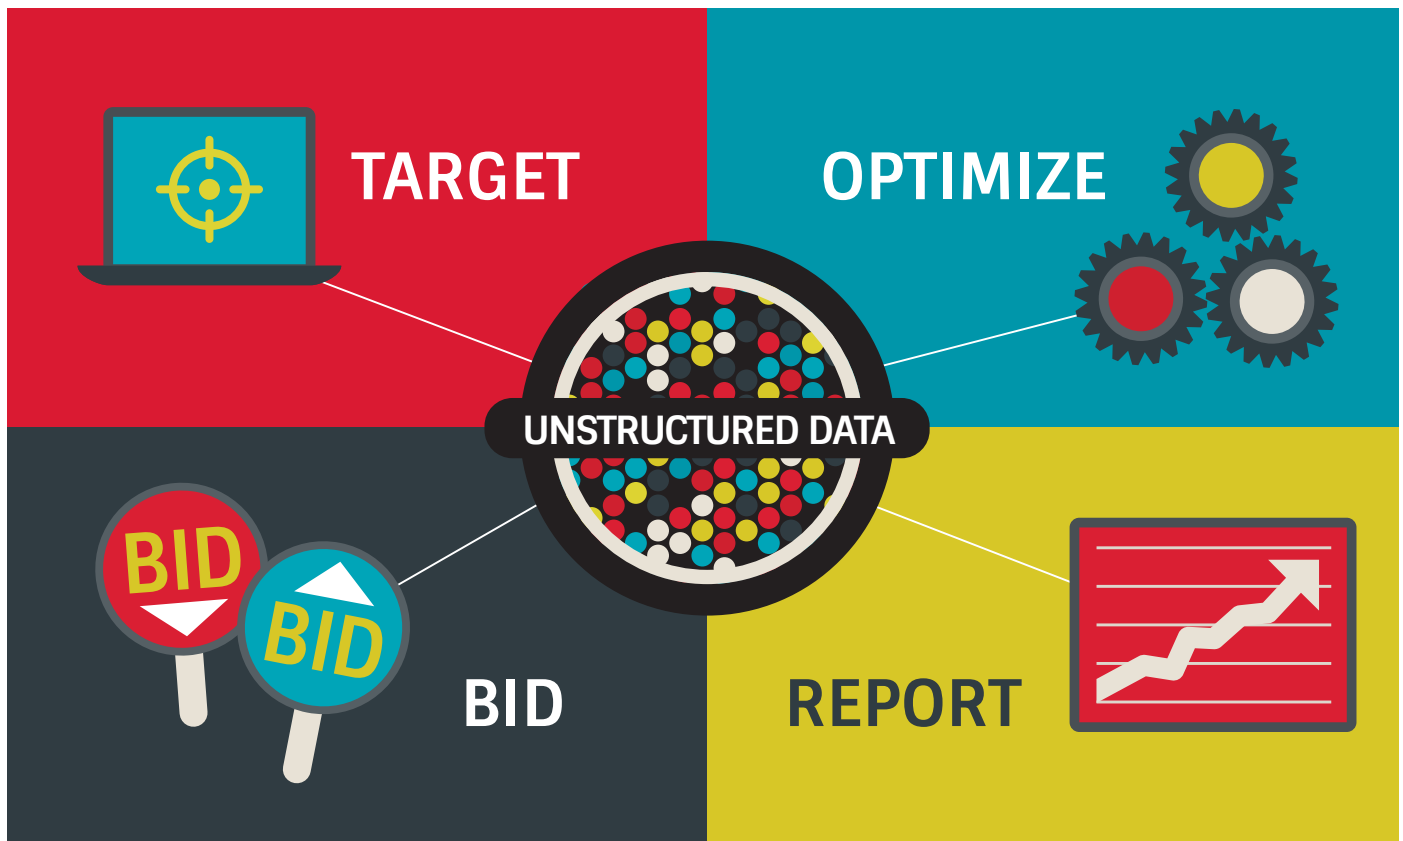 TARGET
OPTIMIZE
UNSTRUCTURED DATA
BID
BID
BID
REPORT